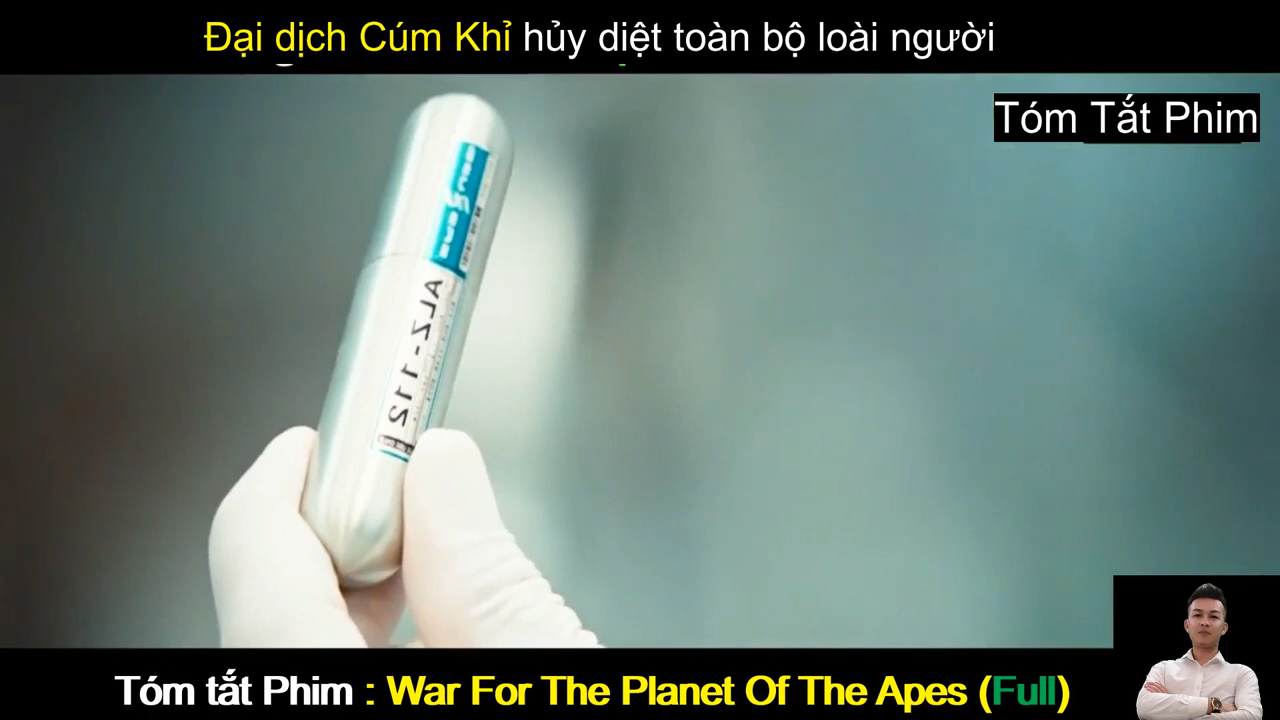 Đại dịch Cúm Khỉ hủy diệt toàn bộ loài người
Tóm Tắt Phim
ALZ-112
Tóm tắt Phim : War For The Planet Of The Apes (Full)